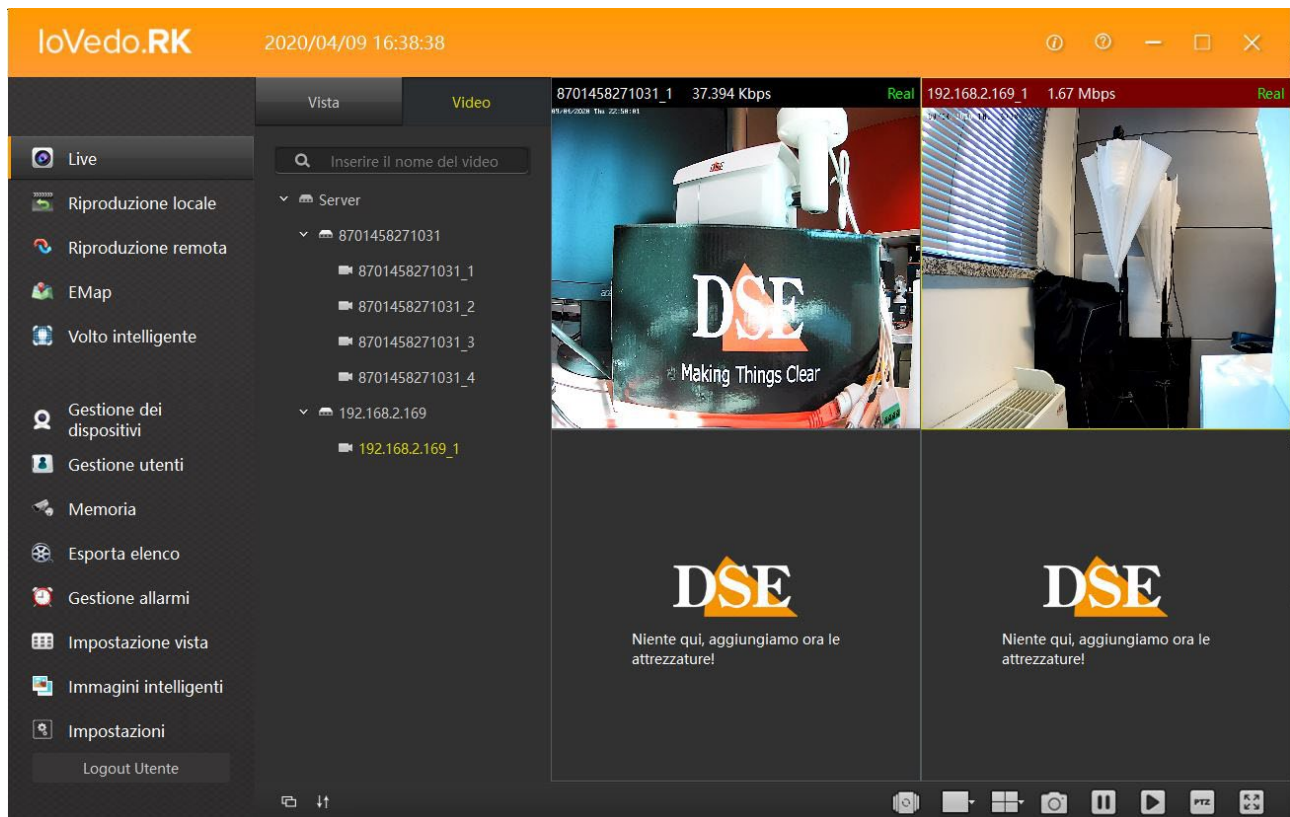 IoVedo.RK
2020/04/09 16:38:38
Live
Riproduzione locale
Riproduzione remota
EMap
Volto intelligente
Gestione dei
dispositivi
Gestione utenti
Memoria
Esporta elenco
Gestione allarmi
Impostazione vista
Immagini intelligenti
Impostazioni
Logout Utente
Vista
Video
Inserire il nome del video
Server
8701458271031
8701458271031_1
8701458271031_2
8701458271031_3
8701458271031_4
192.168.2.169
192.168.2.169_1
8701458271031_1 37.394 Kbps Real
DSE
DSE
Making Things Clear
192.168.2.169_1 1.67 Mbps Real
DSE
Niente qui, aggiungiamo ora le
attrezzature!
DSE
Niente qui, aggiungiamo ora le
attrezzature!
PTZ